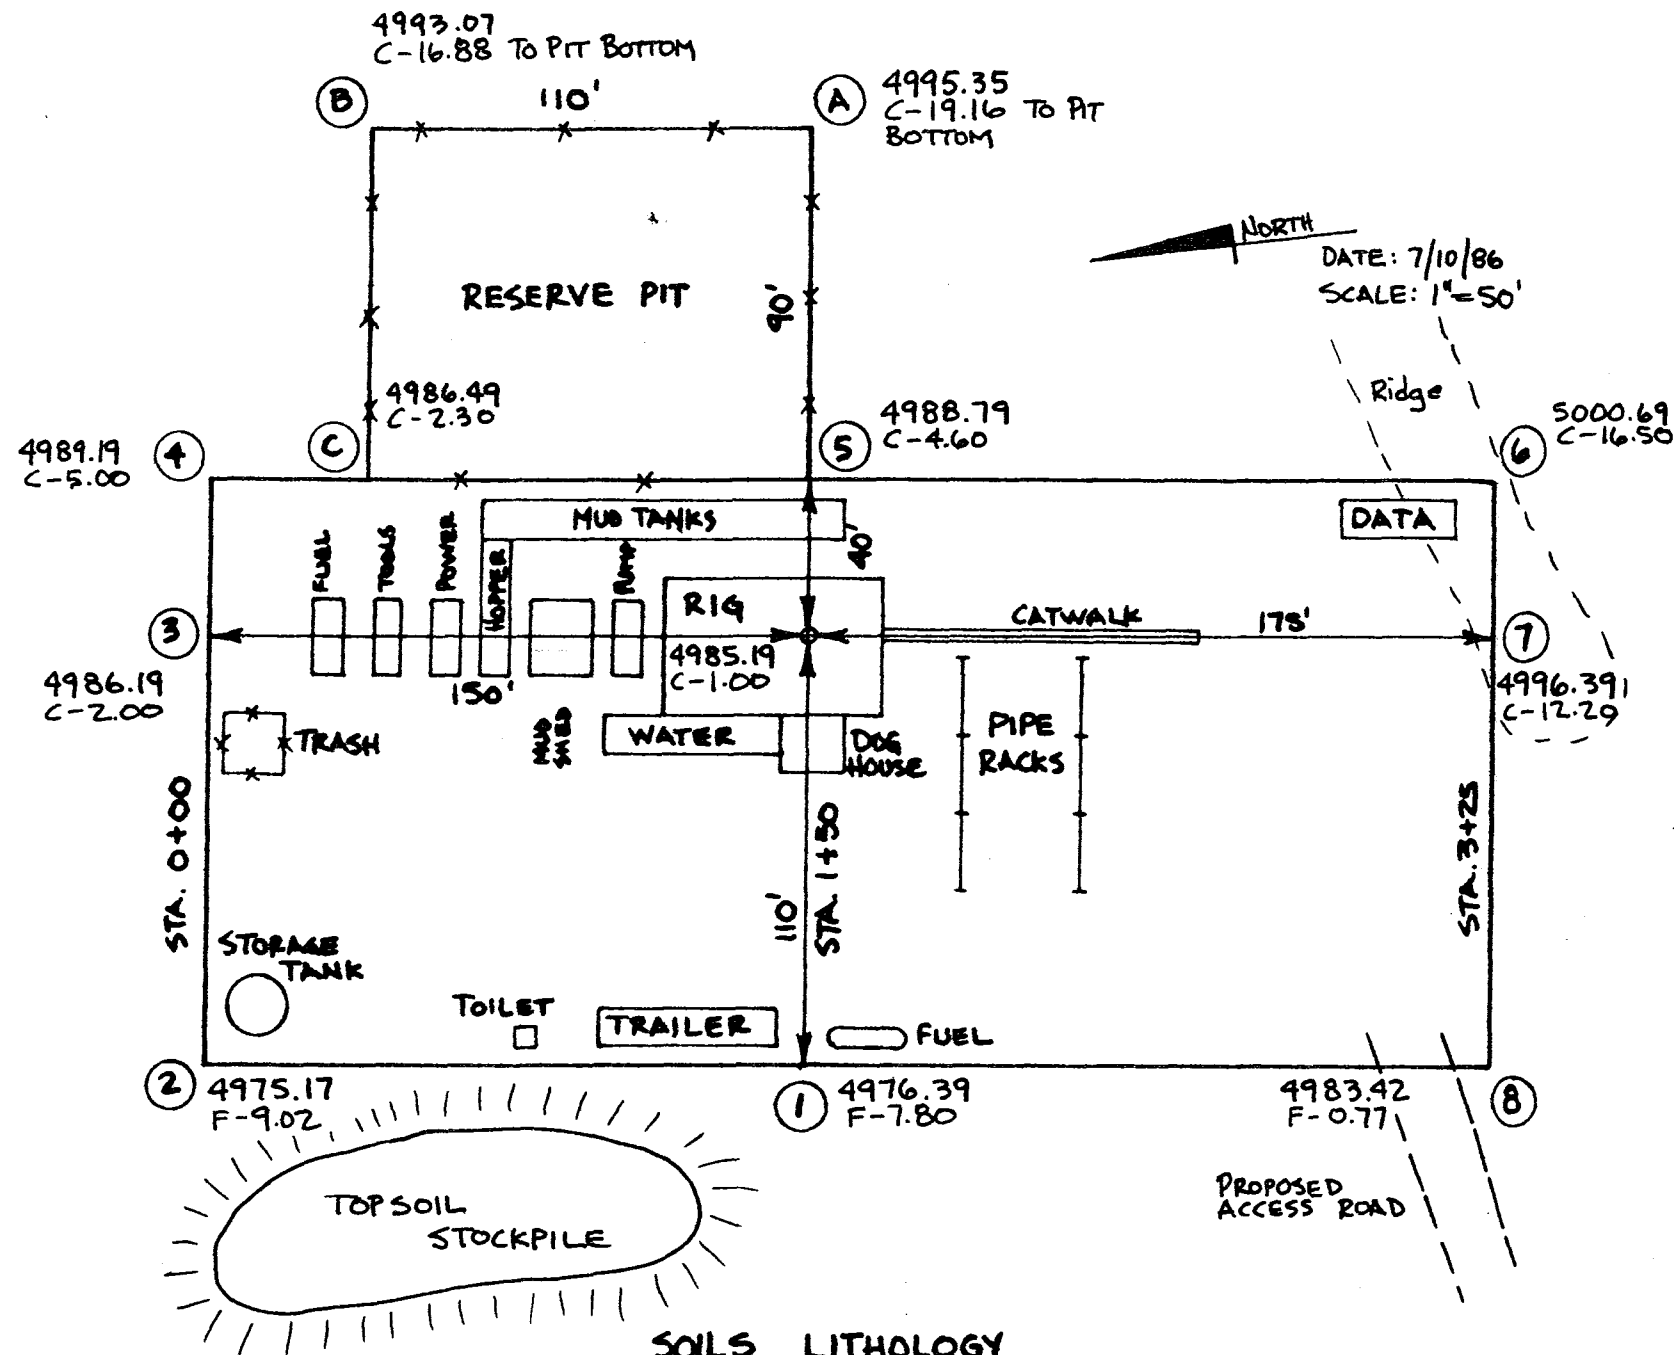 4993.07
C-16.88 TO PIT BOTTOM
B
110'
A
4995.35
C-19.16 TO PIT
BOTTOM
NORTH
DATE: 7/10/86
SCALE: 1"=50'
RESERVE PIT
90'
Ridge
4986.49
C-2.30
4988.79
C-4.60
5000.69
C-16.50
4989.19
C-5.00
4
C
5
6
MUD TANKS
DATA
40'
FUEL
TOOLS
POWER
HOPPER
PUMP
RIG
CATWALK
175'
3
7
4985.19
C-1.00
4986.19
C-2.00
150'
4996.39
C-12.20
TRASH
MUD
SHED
WATER
DOG
HOUSE
PIPE
RACKS
STA. 0+00
110'
STA. 1+50
STA. 3+25
STORAGE
TANK
TOILET
TRAILER
FUEL
2
4975.17
F-9.02
1
4976.39
F-7.80
4983.42
F-0.77
8
TOPSOIL
STOCKPILE
PROPOSED
ACCESS ROAD
SOILS LITHOLOGY